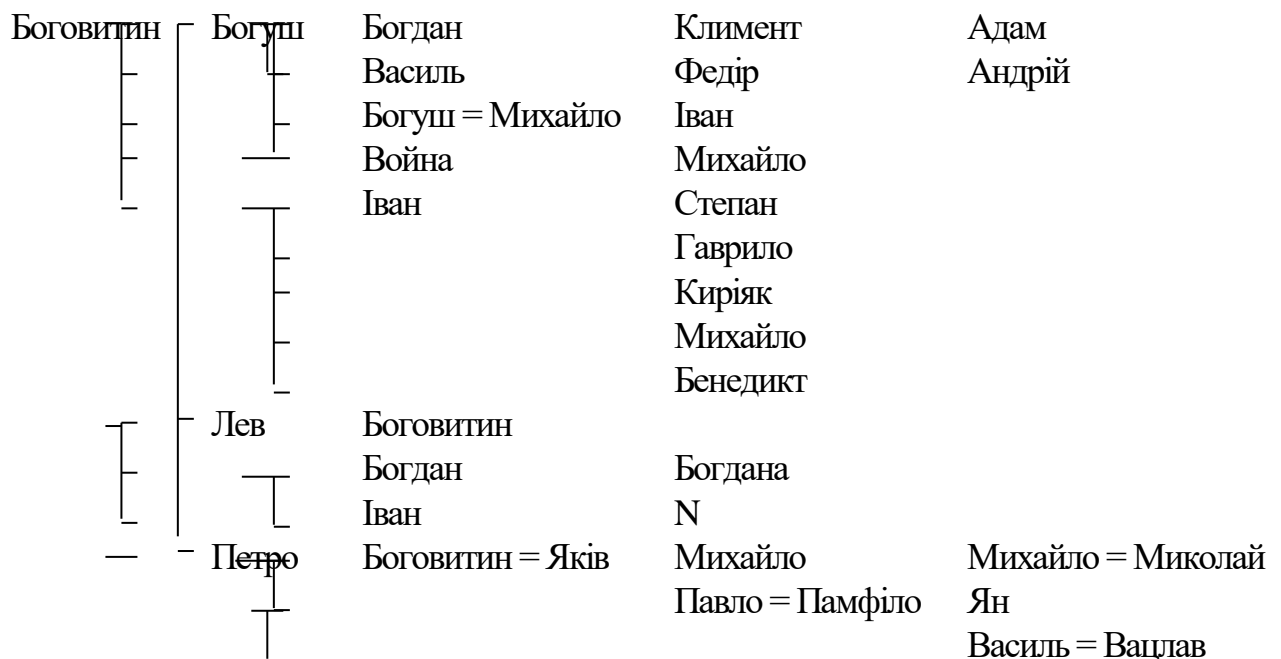 Боговитин Богуш Богдан Климент Адам
Василь Федір Андрій
Богуш = Михайло Іван
Война Михайло
Іван Степан
Гаврило
Киріяк
Михайло
Бенедикт
Лев Боговитин
Богдан Богдана
Іван N
Петро Боговитин = Яків Михайло Михайло = Миколай
Павло = Памфіло Ян
Василь = Вацлав